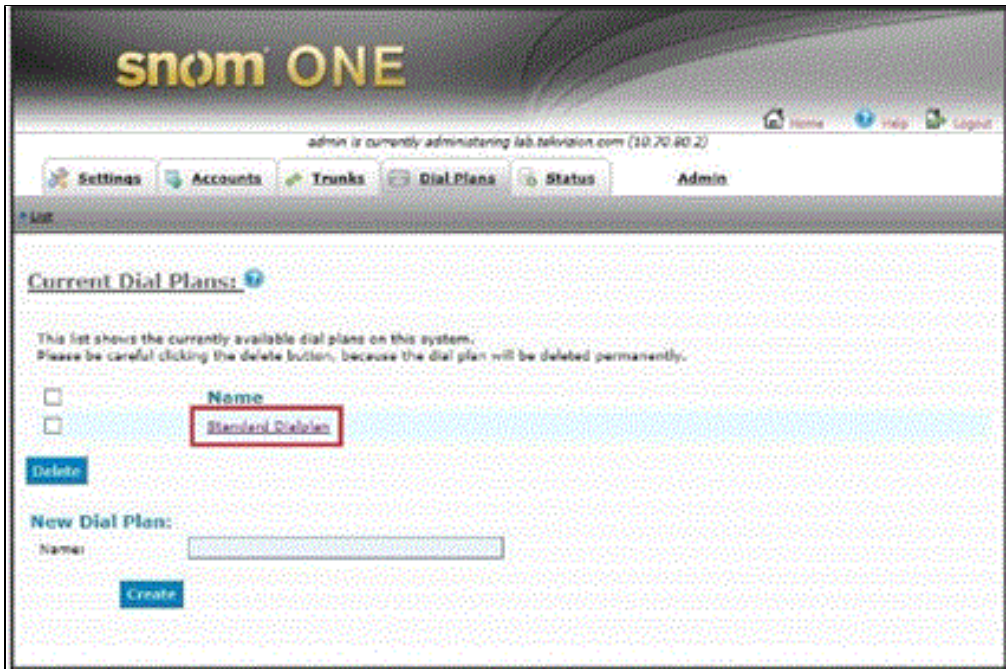 snom ONE
Home Help Logout
admin is currently administering lab.tekvision.com (10.70.80.2)
Settings Accounts Trunks Dial Plans Status Admin
List
Current Dial Plans:
This list shows the currently available dial plans on this system.
Please be careful clicking the delete button, because the dial plan will be deleted permanently.
Name
Standard Dialplan
Delete
New Dial Plan:
Name:
Create